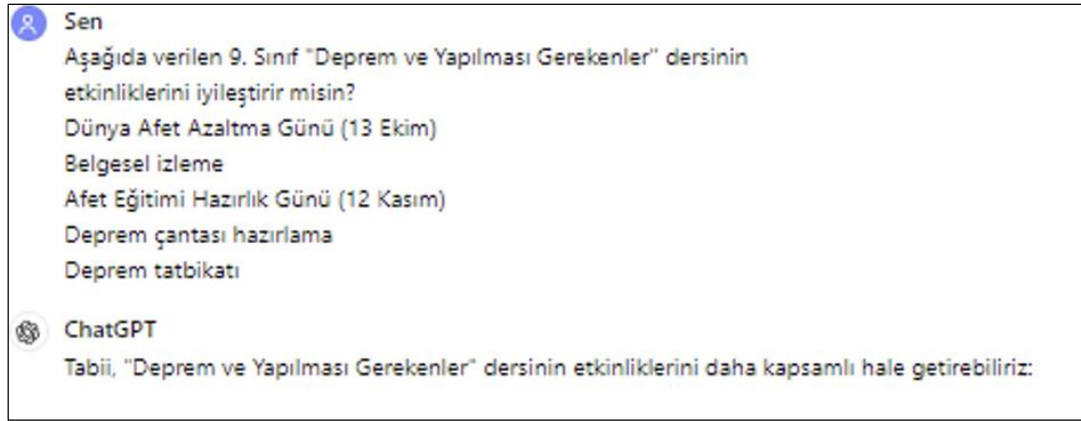 Sen
Aşağıda verilen 9. Sınıf "Deprem ve Yapılması Gerekenler" dersinin
etkinliklerini iyileştirir misin?
Dünya Afet Azaltma Günü (13 Ekim)
Belgesel izleme
Afet Eğitimi Hazırlık Günü (12 Kasım)
Deprem çantası hazırlama
Deprem tatbikatı
ChatGPT
Tabii, "Deprem ve Yapılması Gerekenler" dersinin etkinliklerini daha kapsamlı hale getirebiliriz: